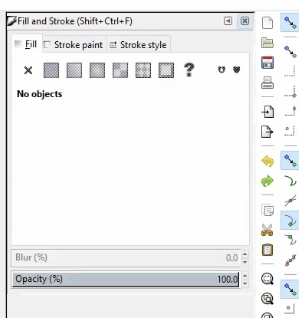 Fill and Stroke (Shift+Ctrl+F)
Fill Stroke paint Stroke style
?
No objects
Blur (%) 0.0
Opacity (%) 100.0